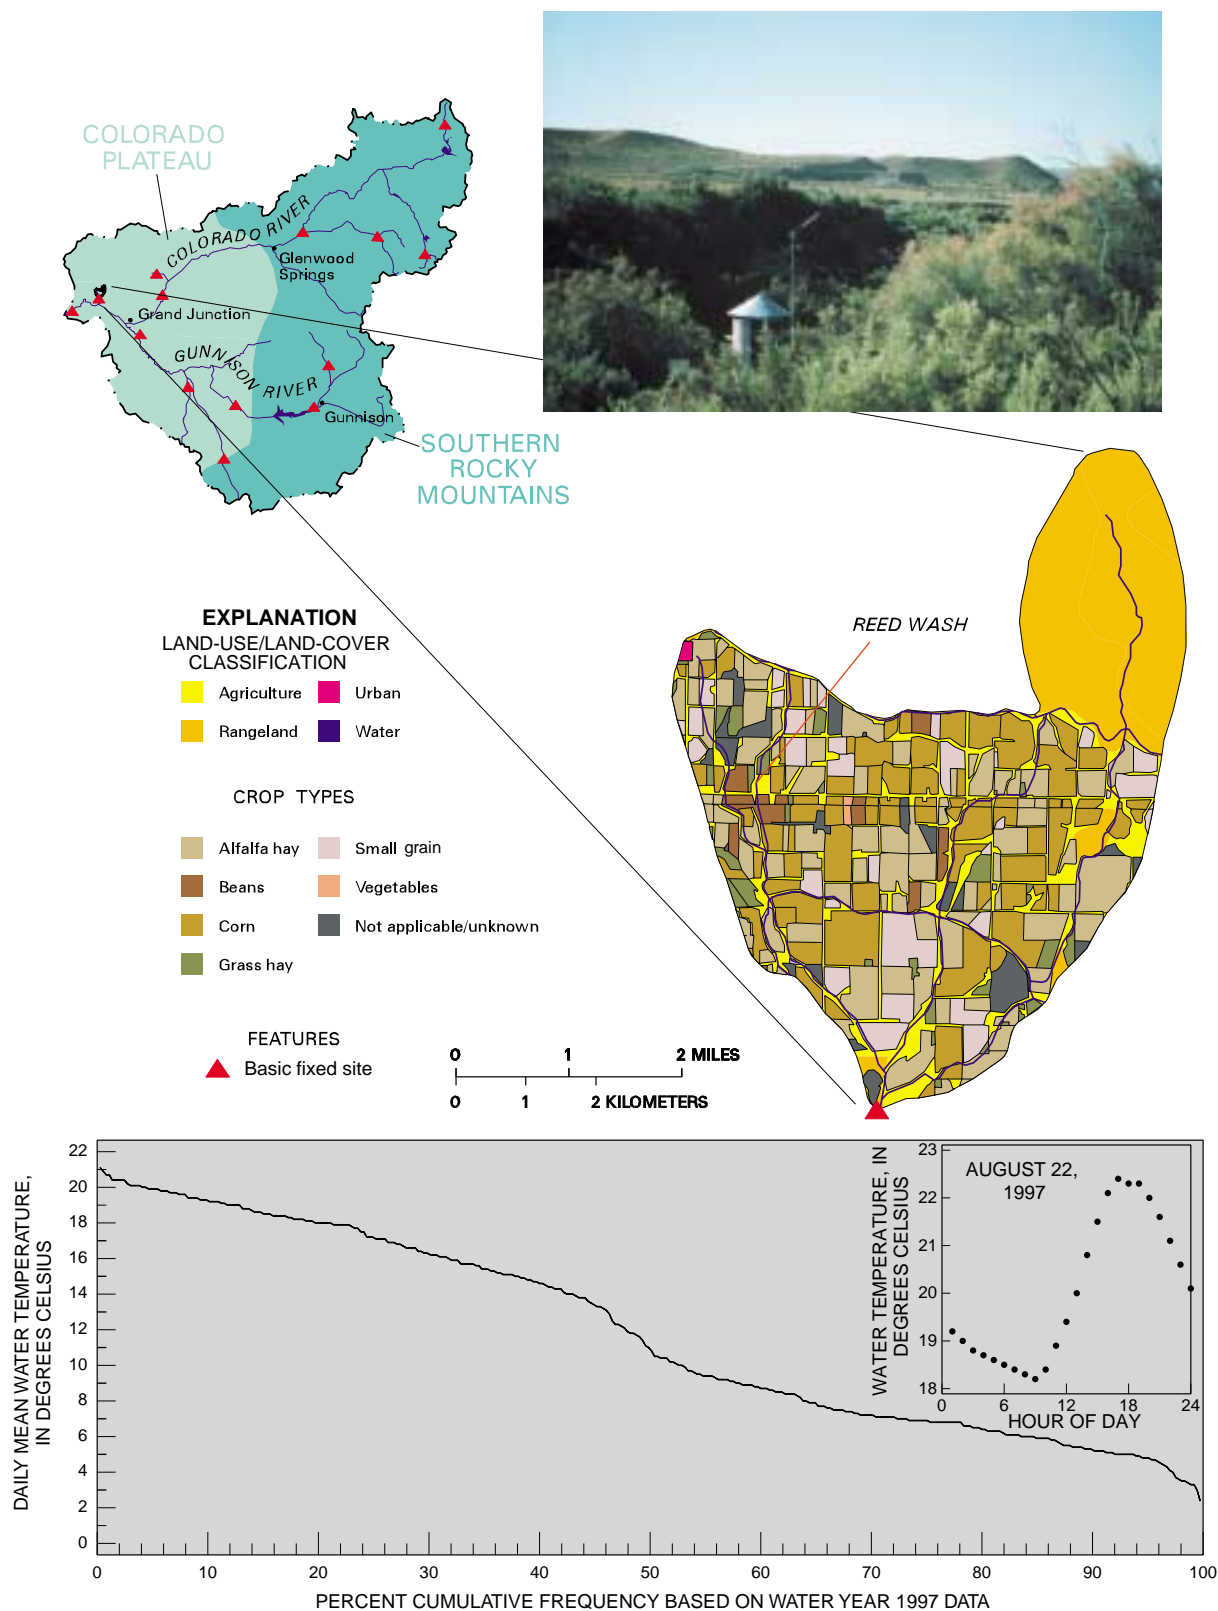 COLORADO
PLATEAU
COLORADO RIVER
Glenwood
Springs
Grand Junction
GUNNISON RIVER
Gunnison
SOUTHERN
ROCKY
MOUNTAINS
REED WASH
EXPLANATION
LAND-USE/LAND-COVER
CLASSIFICATION
Agriculture
Urban
Rangeland
Water
CROP TYPES
Alfalfa hay
Small grain
Beans
Vegetables
Corn
Not applicable/unknown
Grass hay
FEATURES
Basic fixed site
0 1 2 MILES
0 1 2 KILOMETERS
DAILY MEAN WATER TEMPERATURE,
IN DEGREES CELSIUS
22
20
18
16
14
12
10
8
6
4
2
0
0 10 20 30 40 50 60 70 80 90 100
PERCENT CUMULATIVE FREQUENCY BASED ON WATER YEAR 1997 DATA
WATER TEMPERATURE, IN
DEGREES CELSIUS
AUGUST 22,
1997
23
22
21
20
19
18
0 6 12 18 24
HOUR OF DAY